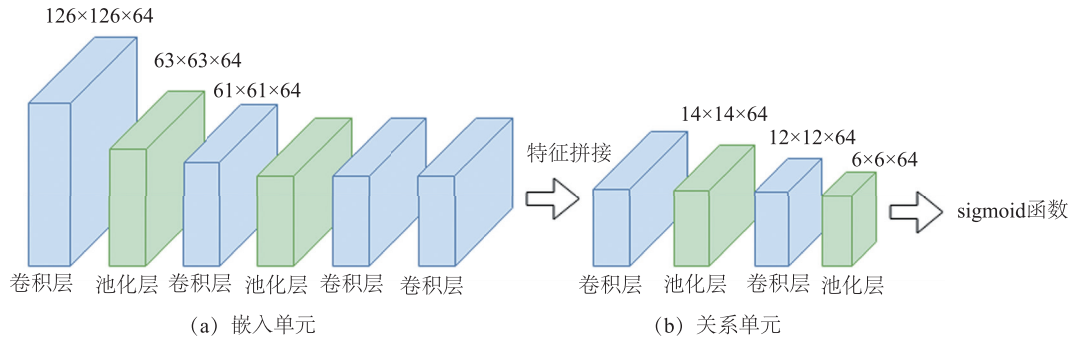 126×126×64
63×63×64
61×61×64
特征拼接
14×14×64
12×12×64
6×6×64
sigmoid函数
卷积层 池化层 卷积层 池化层 卷积层 卷积层 卷积层 池化层 卷积层 池化层
(a) 嵌入单元 (b) 关系单元